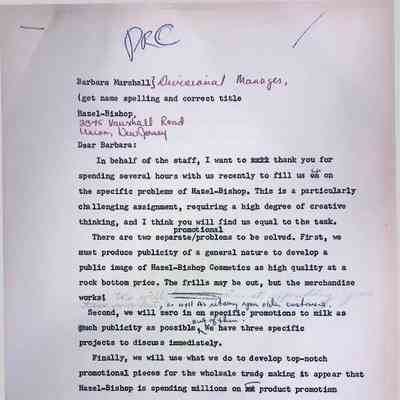 PRC
Barbara Marshall { Divisional Manager,
(get name spelling and correct title
Hazel-Bishop,
2345 Vauxhall Road
Union, New Jersey
Dear Barbara:
In behalf of the staff, I want to thank you for
spending several hours with us recently to fill us in on
the specific problems of Hazel-Bishop. This is a particularly
challenging assignment, requiring a high degree of creative
thinking, and I think you will find us equal to the task.
promotional
There are two separate/problems to be solved. First, we
must produce publicity of a general nature to develop a
public image of Hazel-Bishop Cosmetics as high quality at a
rock bottom price. The frills may be out, but the merchandise
works!
as well as retaining your older customers.
Second, we will zero in on specific promotions to milk as
out of them.
much publicity as possible. We have three specific
projects to discuss immediately.
Finally, we will use what we do to develop top-notch
promotional pieces for the wholesale trade making it appear that
Hazel-Bishop is spending millions on product promotion